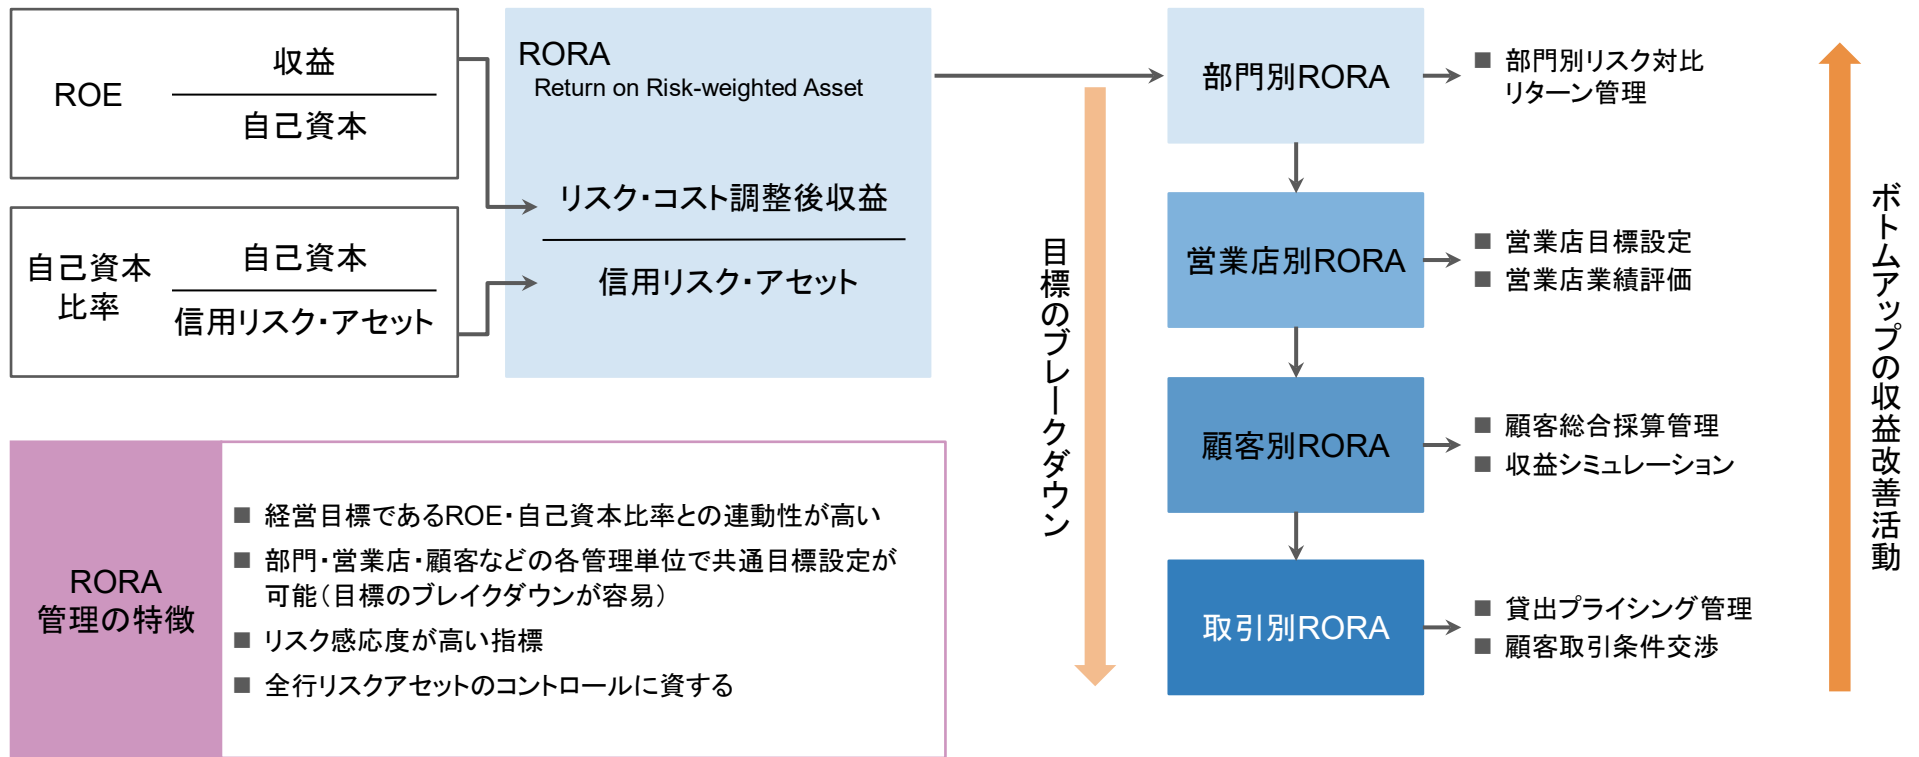 ROE
収益
自己資本
自己資本
比率
自己資本
信用リスク・アセット
RORA
Return on Risk-weighted Asset
リスク・コスト調整後収益
信用リスク・アセット
目標のブレークダウン
部門別RORA
■ 部門別リスク対比
リターン管理
営業店別RORA
■ 営業店目標設定
■ 営業店業績評価
顧客別RORA
■ 顧客総合採算管理
■ 収益シミュレーション
取引別RORA
■ 貸出プライシング管理
■ 顧客取引条件交渉
ボトムアップの収益改善活動
RORA
管理の特徴
■ 経営目標であるROE・自己資本比率との連動性が高い
■ 部門・営業店・顧客などの各管理単位で共通目標設定が
可能（目標のブレイクダウンが容易）
■ リスク感応度が高い指標
■ 全行リスクアセットのコントロールに資する